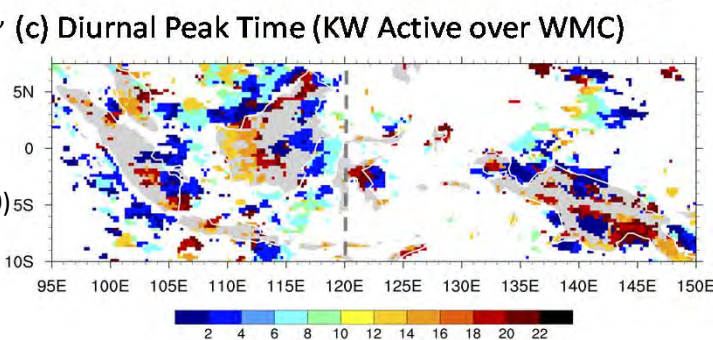 (c) Diurnal Peak Time (KW Active over WMC)
5N
0
5S
10S
95E 100E 105E 110E 115E 120E 125E 130E 135E 140E 145E 150E
2 4 6 8 10 12 14 16 18 20 22